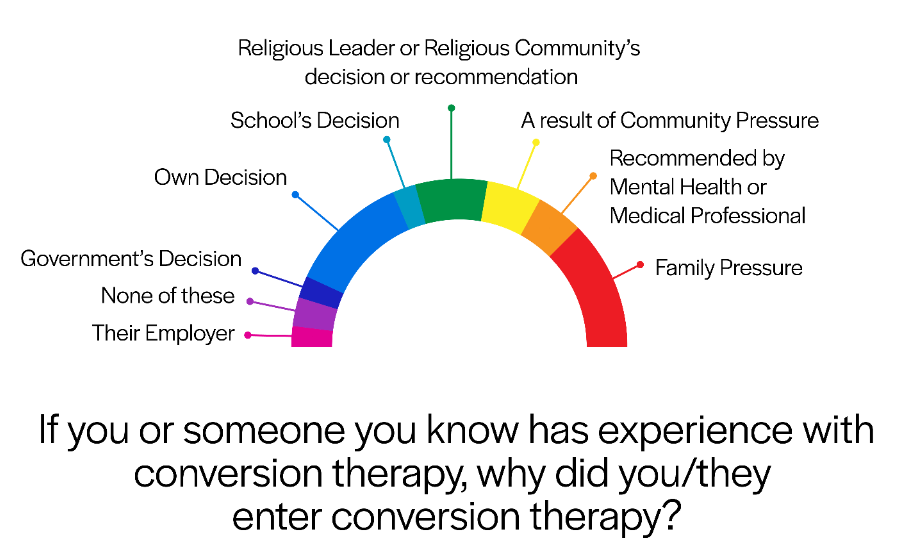 Religious Leader or Religious Community's
decision or recommendation
School's Decision
A result of Community Pressure
Own Decision
Recommended by
Mental Health or
Medical Professional
Government's Decision
Family Pressure
None of these
Their Employer
If you or someone you know has experience with
conversion therapy, why did you/they
enter conversion therapy?